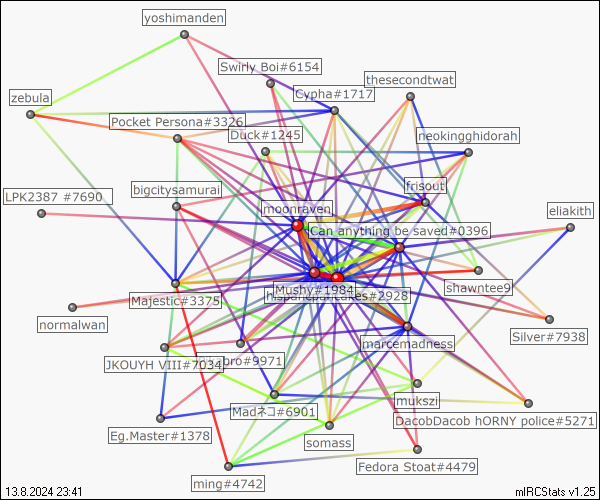 yoshimanden
Swirly Boi#6154
thesecondtwat
zebula
Cypha#1717
Pocket Persona#3326
Duck#1245
neokingghidorah
bigcitysamurai
frisout
LPK2387 #7690
moonraven
eliakith
Can anything be saved#0396
Mushy#1984
shawntee9
Majestic#3375
hispanicpancakes#2928
normalwan
Silver#7938
marcemadness
JKOUYH VIII#7034
bro#9971
imukszi
Madネコ#6901
DacobDacob hORNY police#5271
Eg.Master#1378
somass
Fedora Stoat#4479
ming#4742
13.8.2024 23:41
mIRCStats v1.25